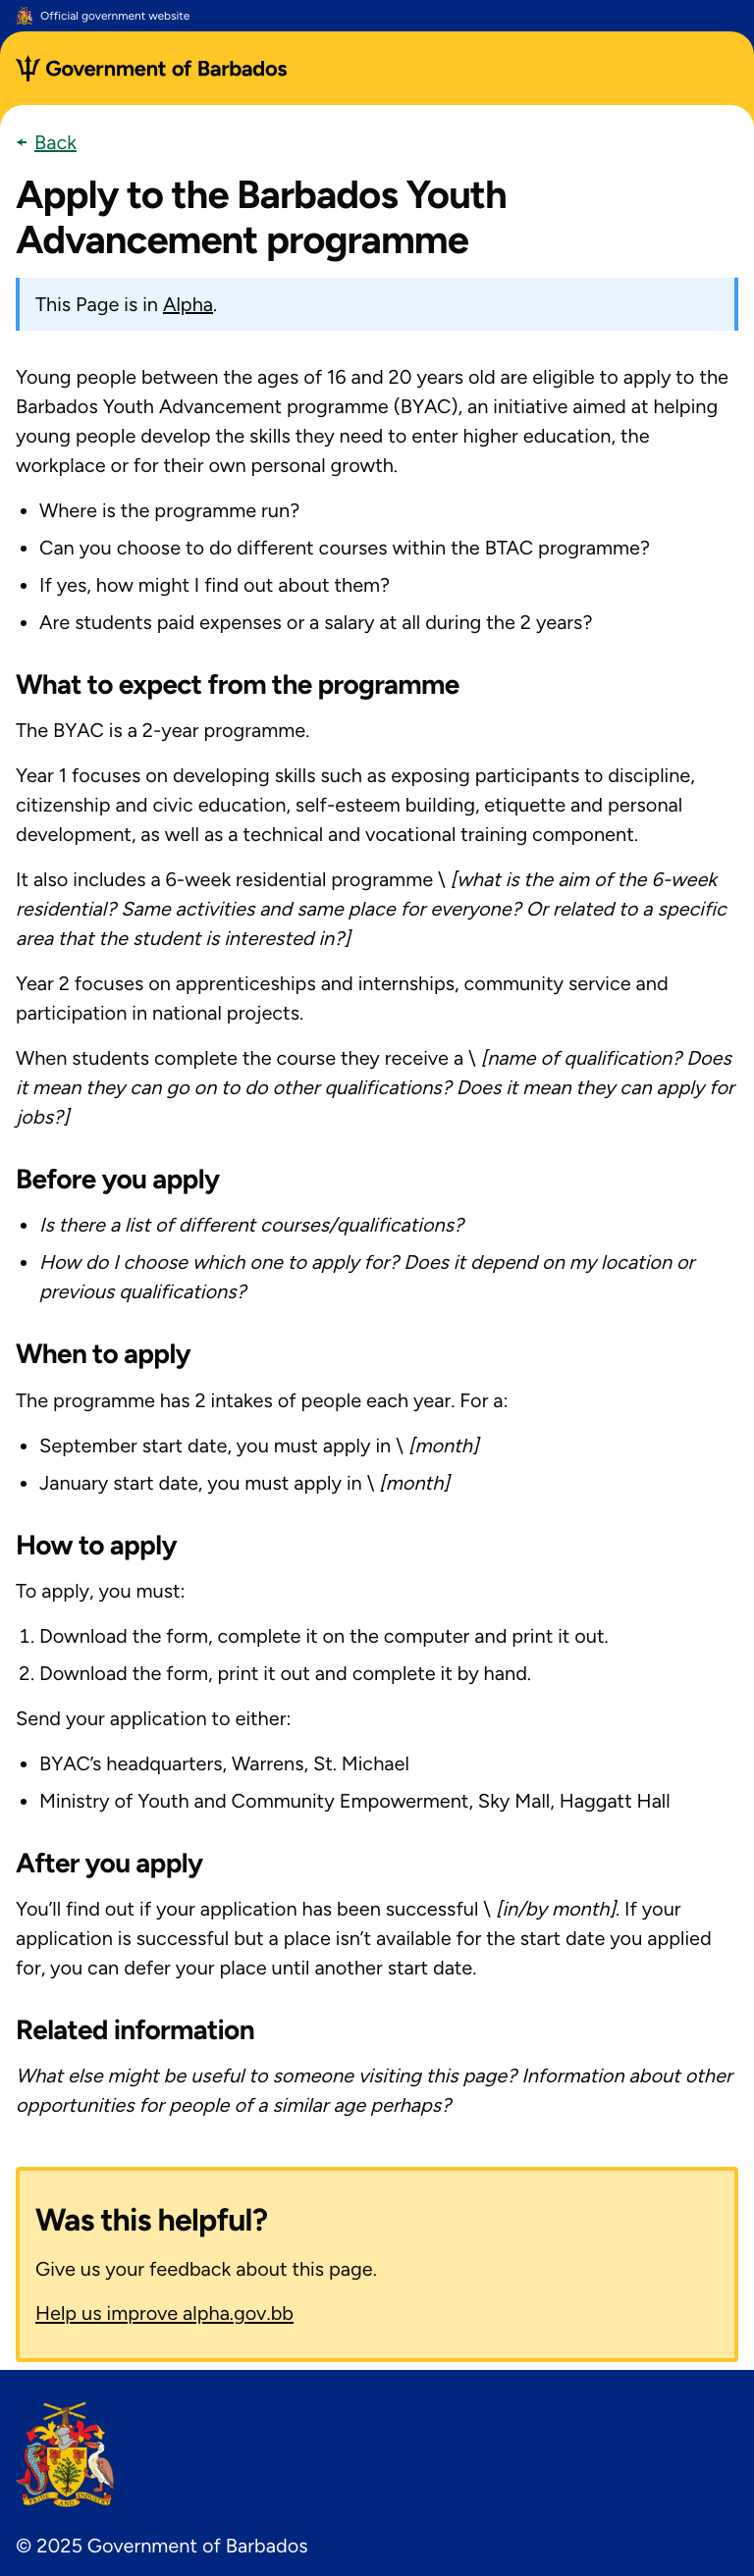 Official government website
Government of Barbados
Back
Apply to the Barbados Youth
Advancement programme
This Page is in Alpha.
Young people between the ages of 16 and 20 years old are eligible to apply to the
Barbados Youth Advancement programme (BYAC), an initiative aimed at helping
young people develop the skills they need to enter higher education, the
workplace or for their own personal growth.
• Where is the programme run?
• Can you choose to do different courses within the BTAC programme?
• If yes, how might I find out about them?
• Are students paid expenses or a salary at all during the 2 years?
What to expect from the programme
The BYAC is a 2-year programme.
Year 1 focuses on developing skills such as exposing participants to discipline,
citizenship and civic education, self-esteem building, etiquette and personal
development, as well as a technical and vocational training component.
It also includes a 6-week residential programme \ [what is the aim of the 6-week
residential? Same activities and same place for everyone? Or related to a specific
area that the student is interested in?]
Year 2 focuses on apprenticeships and internships, community service and
participation in national projects.
When students complete the course they receive a \ [name of qualification? Does
it mean they can go on to do other qualifications? Does it mean they can apply for
jobs?]
Before you apply
• Is there a list of different courses/qualifications?
• How do I choose which one to apply for? Does it depend on my location or
previous qualifications?
When to apply
The programme has 2 intakes of people each year. For a:
• September start date, you must apply in \ [month]
• January start date, you must apply in \ [month]
How to apply
To apply, you must:
1. Download the form, complete it on the computer and print it out.
2. Download the form, print it out and complete it by hand.
Send your application to either:
• BYAC’s headquarters, Warrens, St. Michael
• Ministry of Youth and Community Empowerment, Sky Mall, Haggatt Hall
After you apply
You’ll find out if your application has been successful \ [in/by month]. If your
application is successful but a place isn’t available for the start date you applied
for, you can defer your place until another start date.
Related information
What else might be useful to someone visiting this page? Information about other
opportunities for people of a similar age perhaps?
Was this helpful?
Give us your feedback about this page.
Help us improve alpha.gov.bb
PRIDE AND INDUSTRY
© 2025 Government of Barbados